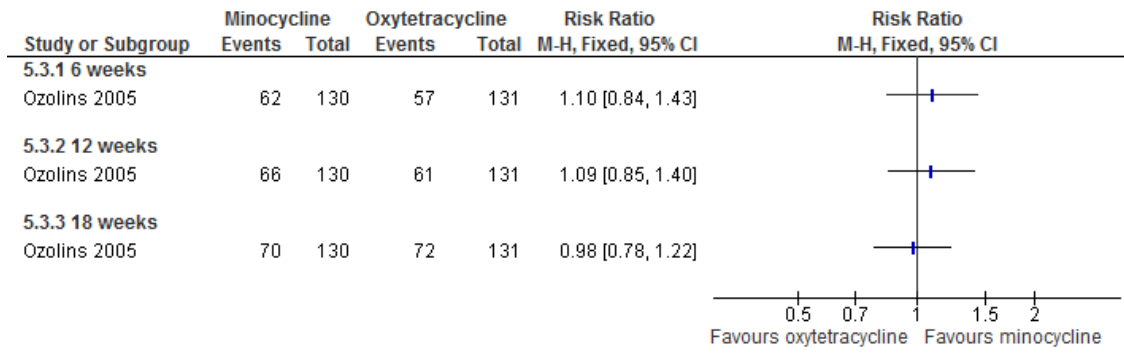 Minocycline Oxytetracycline Risk Ratio Risk Ratio
Study or Subgroup Events Total Events Total M-H, Fixed, 95% CI M-H, Fixed, 95% CI
5.3.1 6 weeks
Ozolins 2005 62 130 57 131 1.10 [0.84, 1.43]
5.3.2 12 weeks
Ozolins 2005 66 130 61 131 1.09 [0.85, 1.40]
5.3.3 18 weeks
Ozolins 2005 70 130 72 131 0.98 [0.78, 1.22]
0.5 0.7 1 1.5 2
Favours oxytetracycline Favours minocycline